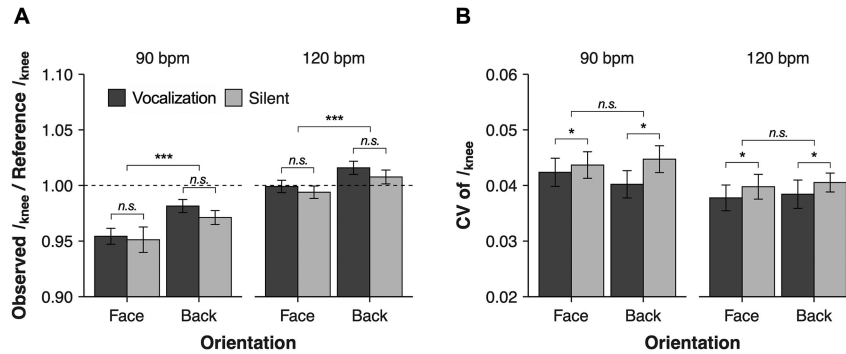 A
B
90 bpm
120 bpm
90 bpm
120 bpm
Observed Iknee / Reference Iknee
1.10
1.05
1.00
0.95
0.90
Vocalization
Silent
n.s.
***
n.s.
n.s.
***
n.s.
Face
Back
Face
Back
Orientation
CV of Iknee
0.06
0.05
0.04
0.03
0.02
*
n.s.
*
*
n.s.
*
Face
Back
Face
Back
Orientation